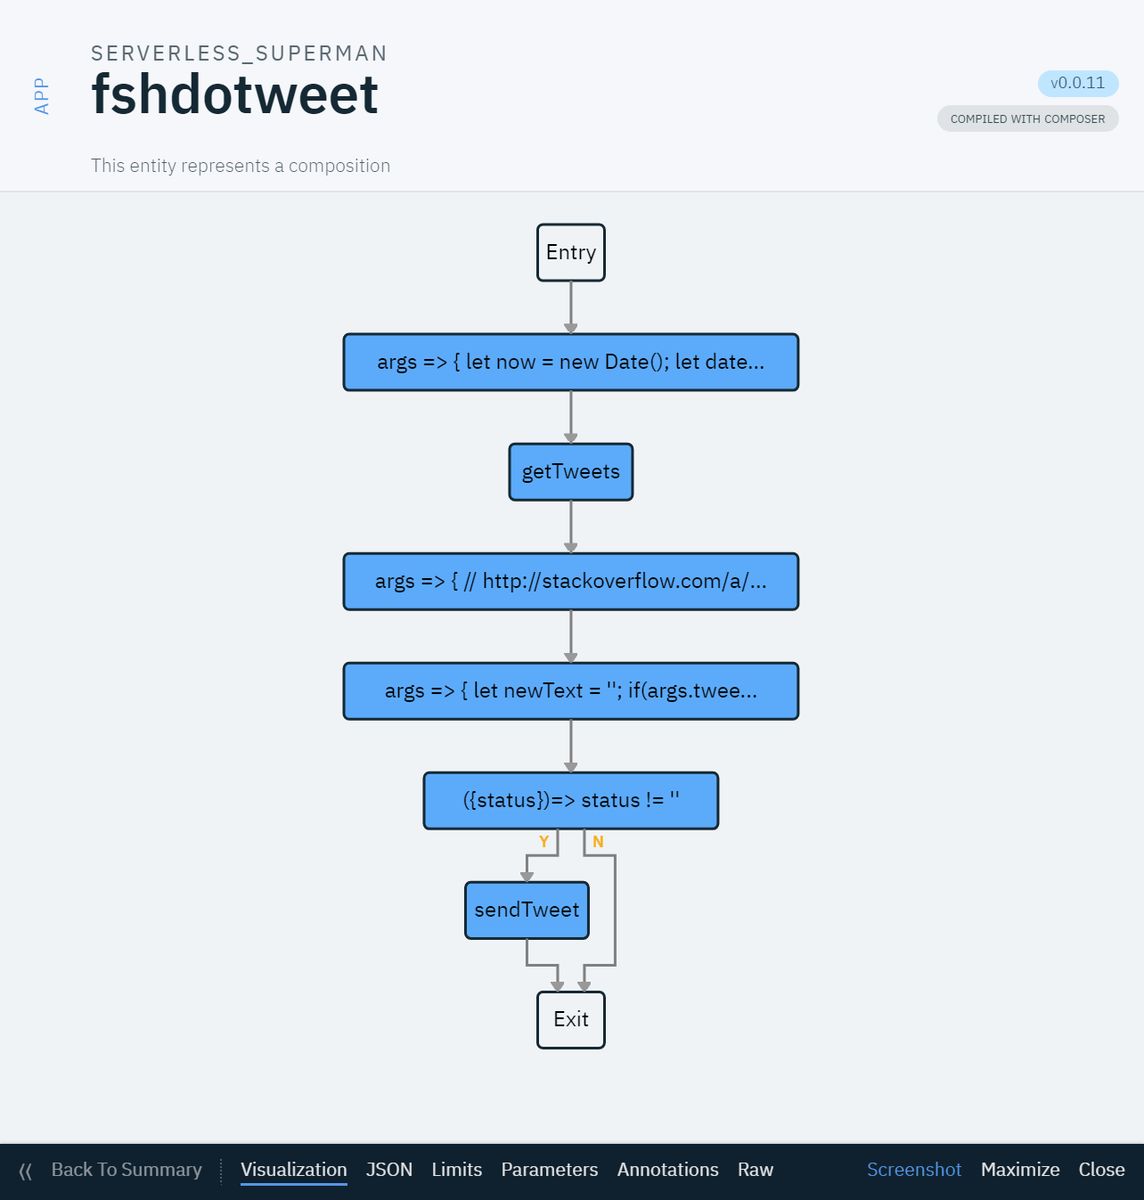 SERVERLESS_SUPERMAN
APP
fshdotweet
v0.0.11
COMPILED WITH COMPOSER
This entity represents a composition
Entry
args => { let now = new Date(); let date...
getTweets
args => { // http://stackoverflow.com/a/...
args => { let newText = ''; if(args.twee...
({status})=> status != ''
Y N
sendTweet
Exit
⟪ Back To Summary Visualization JSON Limits Parameters Annotations Raw Screenshot Maximize Close